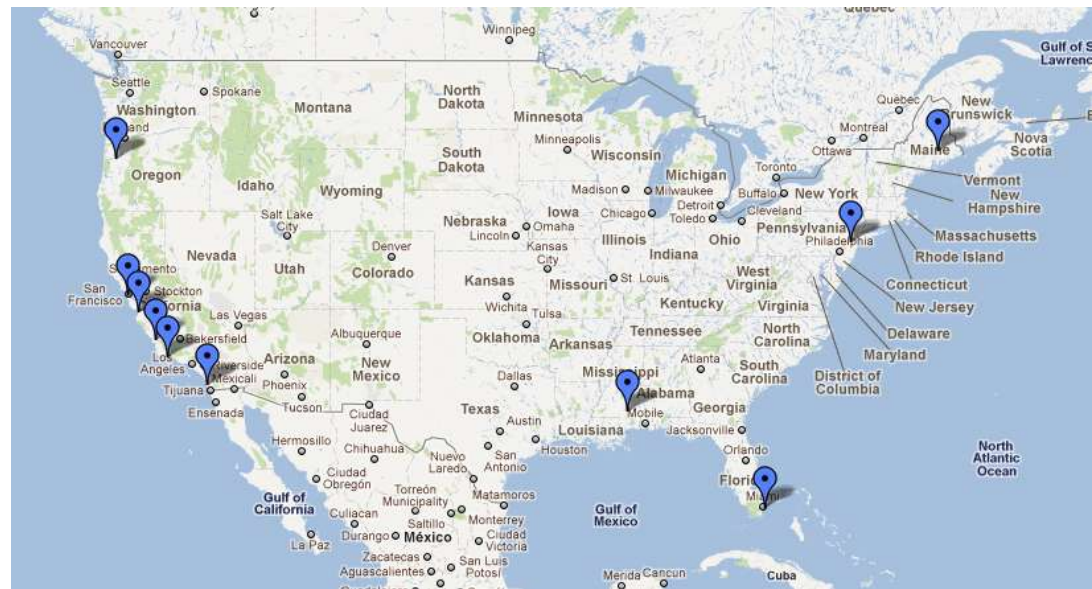 Quebec
Winnipeg
Vancouver
Gulf of S
Lawrenc
Seattle
Spokane
Washington
Montana
North
Dakota
Minnesota
Quebec
New
Brunswick
Montreal
Ottawa
Maine
Nova
Scotia
Oregon
Minneapolis
Wisconsin
South
Dakota
Michigan
Toronto
Vermont
Idaho
Wyoming
Madison
Milwaukee
Buffalo
New York
New
Hampshire
Salt Lake
City
Nebraska
Iowa
Omaha
Lincoln
Chicago
Detroit
Toledo
Cleveland
Pennsylvania
Massachusetts
Philadelphia
Rhode Island
Nevada
Utah
Denver
Colorado
Kansas
City
Illinois
Indiana
Ohio
Connecticut
San
Francisco
Stockton
Kansas
Missouri
St. Louis
West
Virginia
Virginia
New Jersey
Wichita
Kentucky
Delaware
Las Vegas
Bakersfield
Albuquerque
Tulsa
Oklahoma
Arkansas
Tennessee
North
Carolina
Maryland
Los
Angeles
Riverside
Arizona
New
Mexico
Atlanta
South
Carolina
District of
Columbia
Mexicali
Phoenix
Dallas
Mississippi
Alabama
Tijuana
Ensenada
Tucson
Ciudad
Juarez
Texas
Mobile
Georgia
Austin
Louisiana
Jacksonville
Hermosillo
Chihuahua
San
Antonio
Houston
Orlando
North
Atlantic
Ocean
Ciudad
Obregón
Nuevo
Laredo
Miami
Gulf of
California
Torreón
Municipality
Matamoros
Gulf of
Mexico
Culiacan
Saltillo
Monterrey
La Paz
Durango
México
Ciudad
Victoria
Zacatecas
Aguascalientes
San Luis
Potosí
Merida
Cancun
Cuba